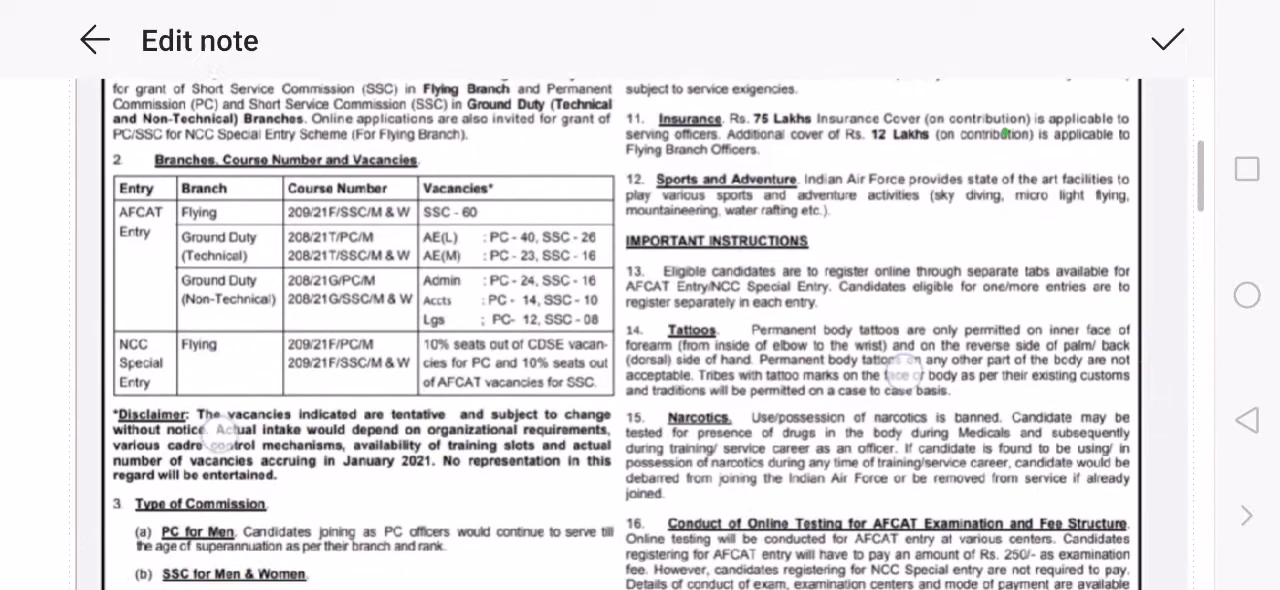 Edit note
for grant of Short Service Commission (SSC) in Flying Branch and Permanent
Commission (PC) and Short Service Commission (SSC) in Ground Duty (Technical
and Non-Technical) Branches. Online applications are also invited for grant of
PC/SSC for NCC Special Entry Scheme (For Flying Branch).
2. Branches, Course Number and Vacancies.
Entry Branch Course Number Vacancies*
AFCAT Entry Flying 209/21F/SSC/M & W SSC - 60
Ground Duty 208/21T/PC/M AE(L) : PC - 40, SSC - 26
(Technical) 208/21T/SSC/M & W AE(M) : PC - 23, SSC - 16
Ground Duty 208/21G/PC/M Admin : PC - 24, SSC - 16
(Non-Technical) 208/21G/SSC/M & W Accts : PC - 14, SSC - 10
Lgs : PC- 12, SSC - 08
NCC Flying 209/21F/PC/M 10% seats out of CDSE vacan-
Special 209/21F/SSC/M & W cies for PC and 10% seats out
Entry of AFCAT vacancies for SSC.
*Disclaimer: The vacancies indicated are tentative and subject to change
without notice. Actual intake would depend on organizational requirements,
various cadre control mechanisms, availability of training slots and actual
number of vacancies accruing in January 2021. No representation in this
regard will be entertained.
3. Type of Commission.
(a) PC for Men. Candidates joining as PC officers would continue to serve till
the age of superannuation as per their branch and rank.
(b) SSC for Men & Women.
subject to service exigencies.
11. Insurance. Rs. 75 Lakhs Insurance Cover (on contribution) is applicable to
serving officers. Additional cover of Rs. 12 Lakhs (on contribution) is applicable to
Flying Branch Officers.
12. Sports and Adventure. Indian Air Force provides state of the art facilities to
play various sports and adventure activities (sky diving, micro light flying,
mountaineering, water rafting etc.).
IMPORTANT INSTRUCTIONS
13. Eligible candidates are to register online through separate tabs available for
AFCAT Entry/NCC Special Entry. Candidates eligible for one/more entries are to
register separately in each entry.
14. Tattoos. Permanent body tattoos are only permitted on inner face of
forearm (from inside of elbow to the wrist) and on the reverse side of palm/ back
(dorsal) side of hand. Permanent body tattoos on any other part of the body are not
acceptable. Tribes with tattoo marks on the face or body as per their existing customs
and traditions will be permitted on a case to case basis.
15. Narcotics. Use/possession of narcotics is banned. Candidate may be
tested for presence of drugs in the body during Medicals and subsequently
during training/ service career as an officer. If candidate is found to be using/ in
possession of narcotics during any time of training/service career, candidate would be
debarred from joining the Indian Air Force or be removed from service if already
joined.
16. Conduct of Online Testing for AFCAT Examination and Fee Structure.
Online testing will be conducted for AFCAT entry at various centers. Candidates
registering for AFCAT entry will have to pay an amount of Rs. 250/- as examination
fee. However, candidates registering for NCC Special entry are not required to pay.
Details of conduct of exam, examination centers and mode of payment are available